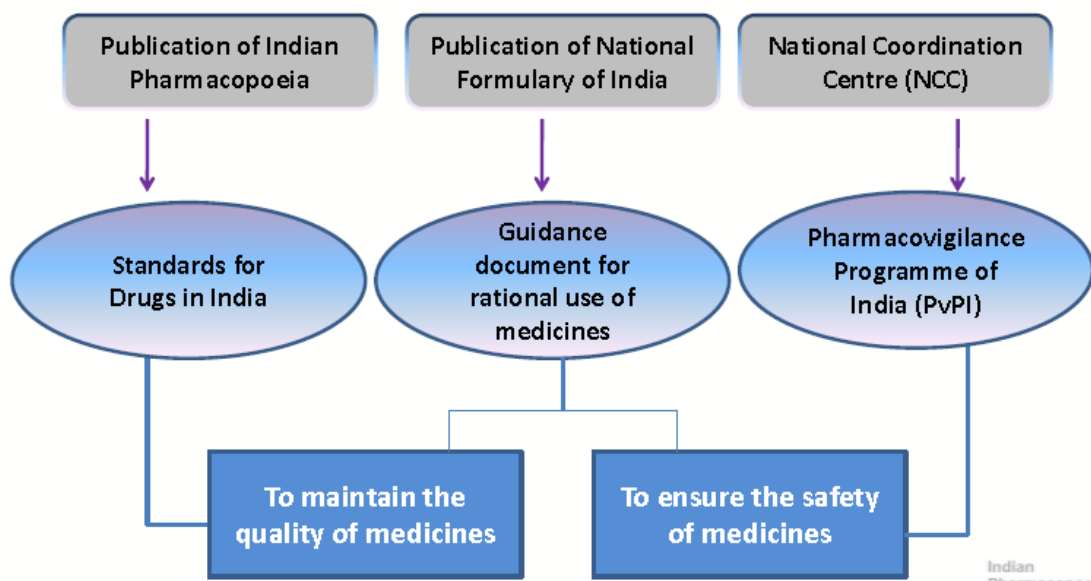 Publication of Indian
Pharmacopoeia
Publication of National
Formulary of India
National Coordination
Centre (NCC)
Standards for
Drugs in India
Guidance
document for
rational use of
medicines
Pharmacovigilance
Programme of
India (PvPI)
To maintain the
quality of medicines
To ensure the safety
of medicines
Indian